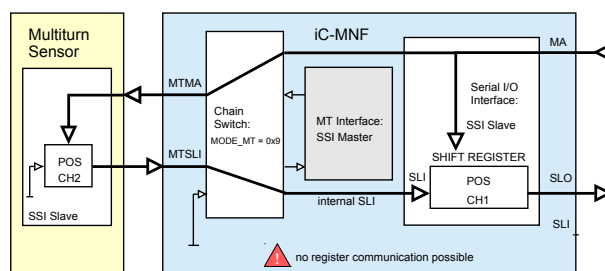 Multiturn
Sensor
iC-MNF
MTMA
MA
Chain
Switch:
MODE_MT = 0x9
MT Interface:
SSI Master
Serial I/O
Interface:
SSI Slave
SHIFT REGISTER
POS
CH2
SSI Slave
MTSLI
internal SLI
SLI
POS
CH1
SLO
SLI
! no register communication possible